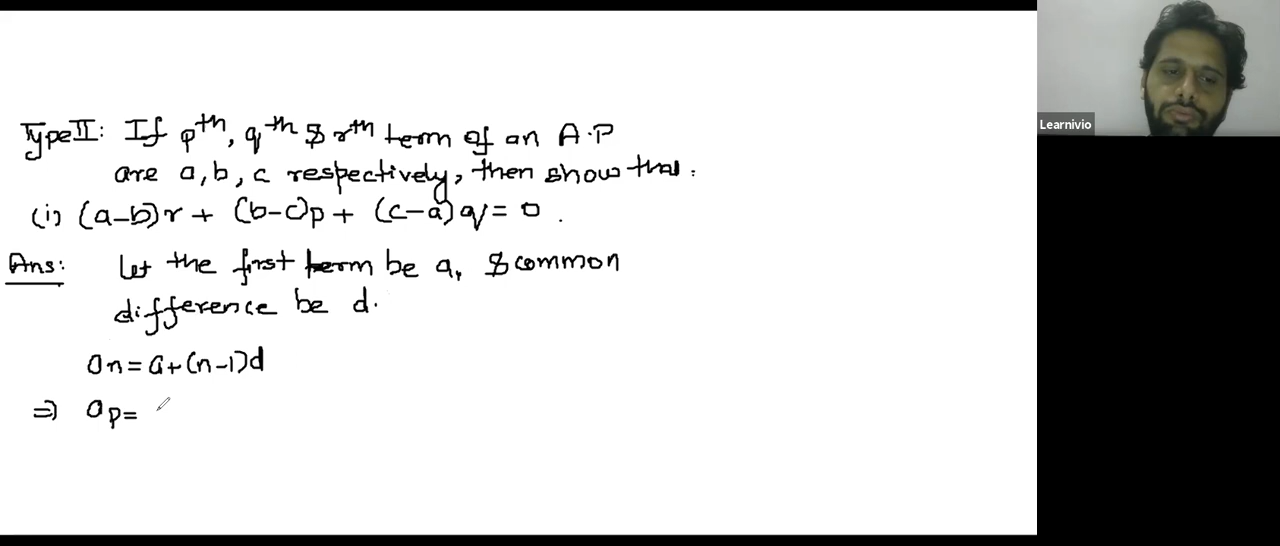 Type II: If pth, qth & rth term of an A.P
are a, b, c respectively, then show that:
(i) (a-b)r + (b-c)p + (c-a)q = 0.
Ans: Let the first term be a, & common
difference be d.
an = a+(n-1)d
⇒ ap=
Learnivio